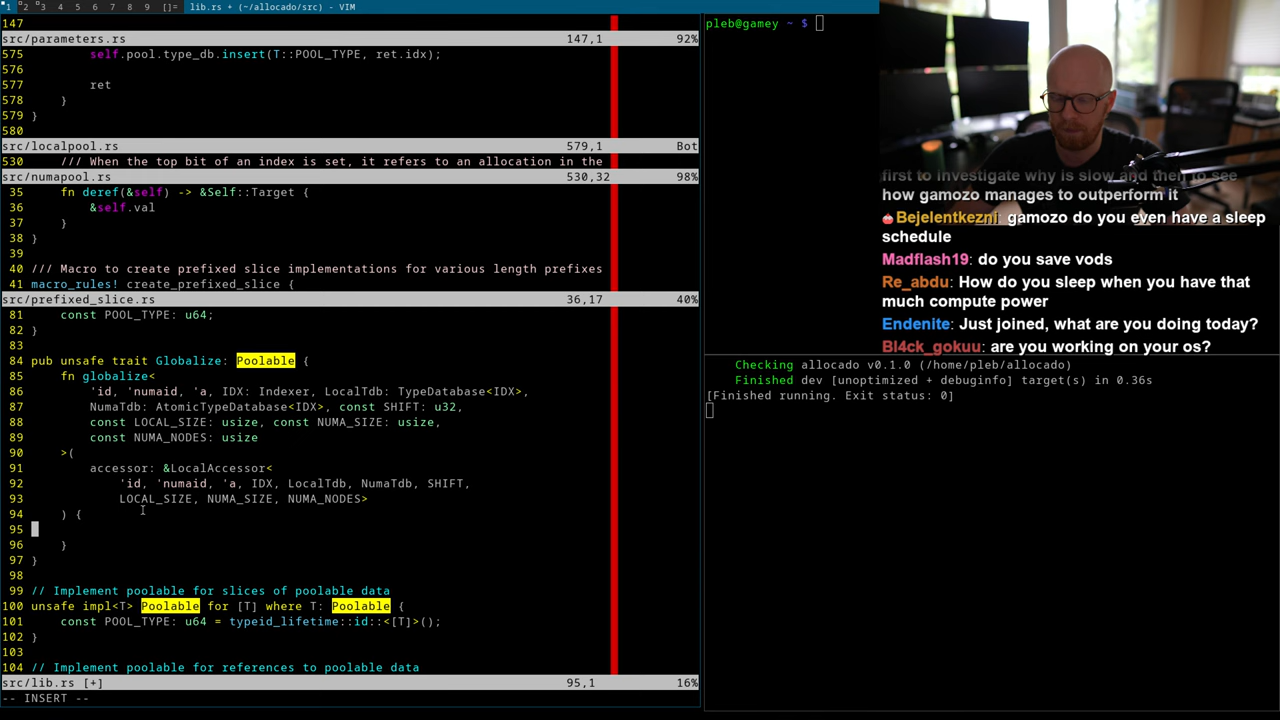 1 2 3 4 5 6 7 8 9 []= lib.rs + (~/allocado/src) - VIM
147
src/parameters.rs 147,1 92%
575 self.pool.type_db.insert(T::POOL_TYPE, ret.idx);
576
577 ret
578 }
579 }
580
src/localpool.rs 579,1 Bot
530 /// When the top bit of an index is set, it refers to an allocation in the
src/numapool.rs 530,32 98%
35 fn deref(&self) -> &Self::Target {
36 &self.val
37 }
38 }
39
40 /// Macro to create prefixed slice implementations for various length prefixes
41 macro_rules! create_prefixed_slice {
src/prefixed_slice.rs 36,17 40%
81 const POOL_TYPE: u64;
82 }
83
84 pub unsafe trait Globalize: Poolable {
85 fn globalize<
86 'id, 'numaid, 'a, IDX: Indexer, LocalTdb: TypeDatabase<IDX>,
87 NumaTdb: AtomicTypeDatabase<IDX>, const SHIFT: u32,
88 const LOCAL_SIZE: usize, const NUMA_SIZE: usize,
89 const NUMA_NODES: usize
90 >(
91 accessor: &LocalAccessor<
92 'id, 'numaid, 'a, IDX, LocalTdb, NumaTdb, SHIFT,
93 LOCAL_SIZE, NUMA_SIZE, NUMA_NODES>
94 ) {
95
96 }
97 }
98
99 // Implement poolable for slices of poolable data
100 unsafe impl<T> Poolable for [T] where T: Poolable {
101 const POOL_TYPE: u64 = typeid_lifetime::id::<[T]>();
102 }
103
104 // Implement poolable for references to poolable data
src/lib.rs [+] 95,1 16%
-- INSERT --
pleb@gamey ~ $
first to investigate why is slow and then to see
how gamozo manages to outperform it
Bejelentkezni: gamozo do you even have a sleep
schedule
Madflash19: do you save vods
Re_abdu: How do you sleep when you have that
much compute power
Endenite: Just joined, what are you doing today?
Bl4ck_gokuu: are you working on your os?
Checking allocado v0.1.0 (/home/pleb/allocado)
Finished dev [unoptimized + debuginfo] target(s) in 0.36s
[Finished running. Exit status: 0]